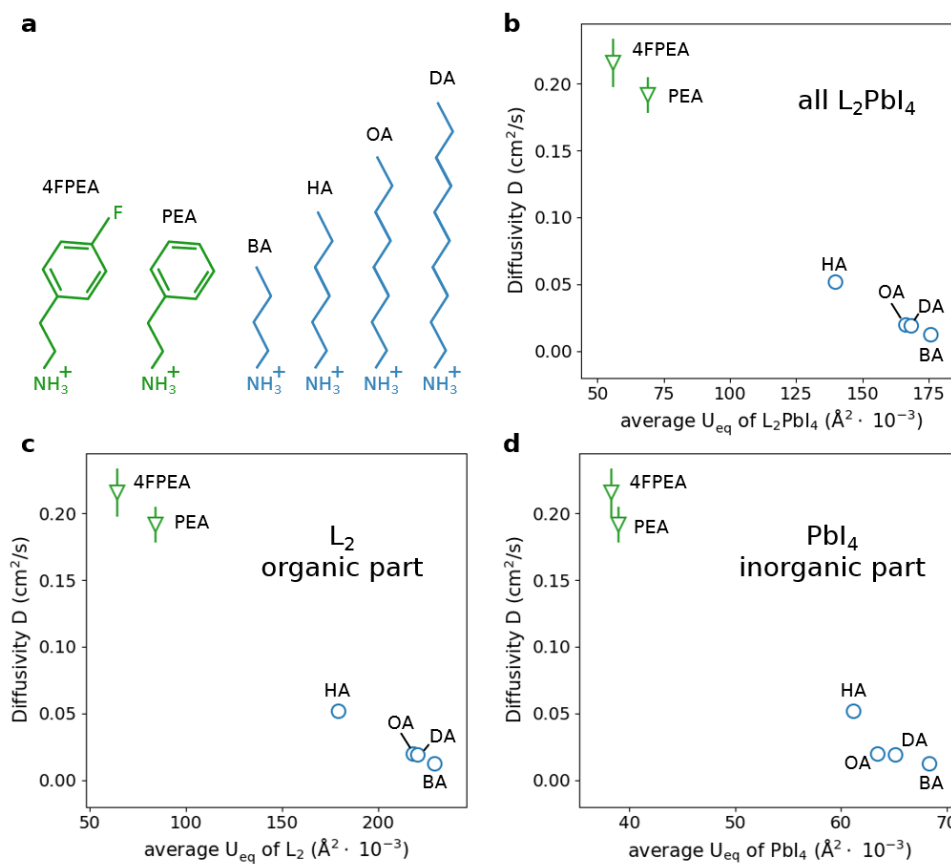 a
4FPEA
F
NH₃⁺
PEA
NH₃⁺
BA
NH₃⁺
HA
NH₃⁺
OA
NH₃⁺
DA
NH₃⁺
b
Diffusivity D (cm²/s)
0.20
0.15
0.10
0.05
0.00
4FPEA
PEA
all L₂PbI₄
HA
OA
DA
BA
50
75
100
125
150
175
average U_eq of L₂PbI₄ (Å² · 10⁻³)
c
Diffusivity D (cm²/s)
0.20
0.15
0.10
0.05
0.00
4FPEA
PEA
L₂
organic part
HA
OA
DA
BA
50
100
150
200
average U_eq of L₂ (Å² · 10⁻³)
d
Diffusivity D (cm²/s)
0.20
0.15
0.10
0.05
0.00
4FPEA
PEA
PbI₄
inorganic part
HA
OA
DA
BA
40
50
60
70
average U_eq of PbI₄ (Å² · 10⁻³)